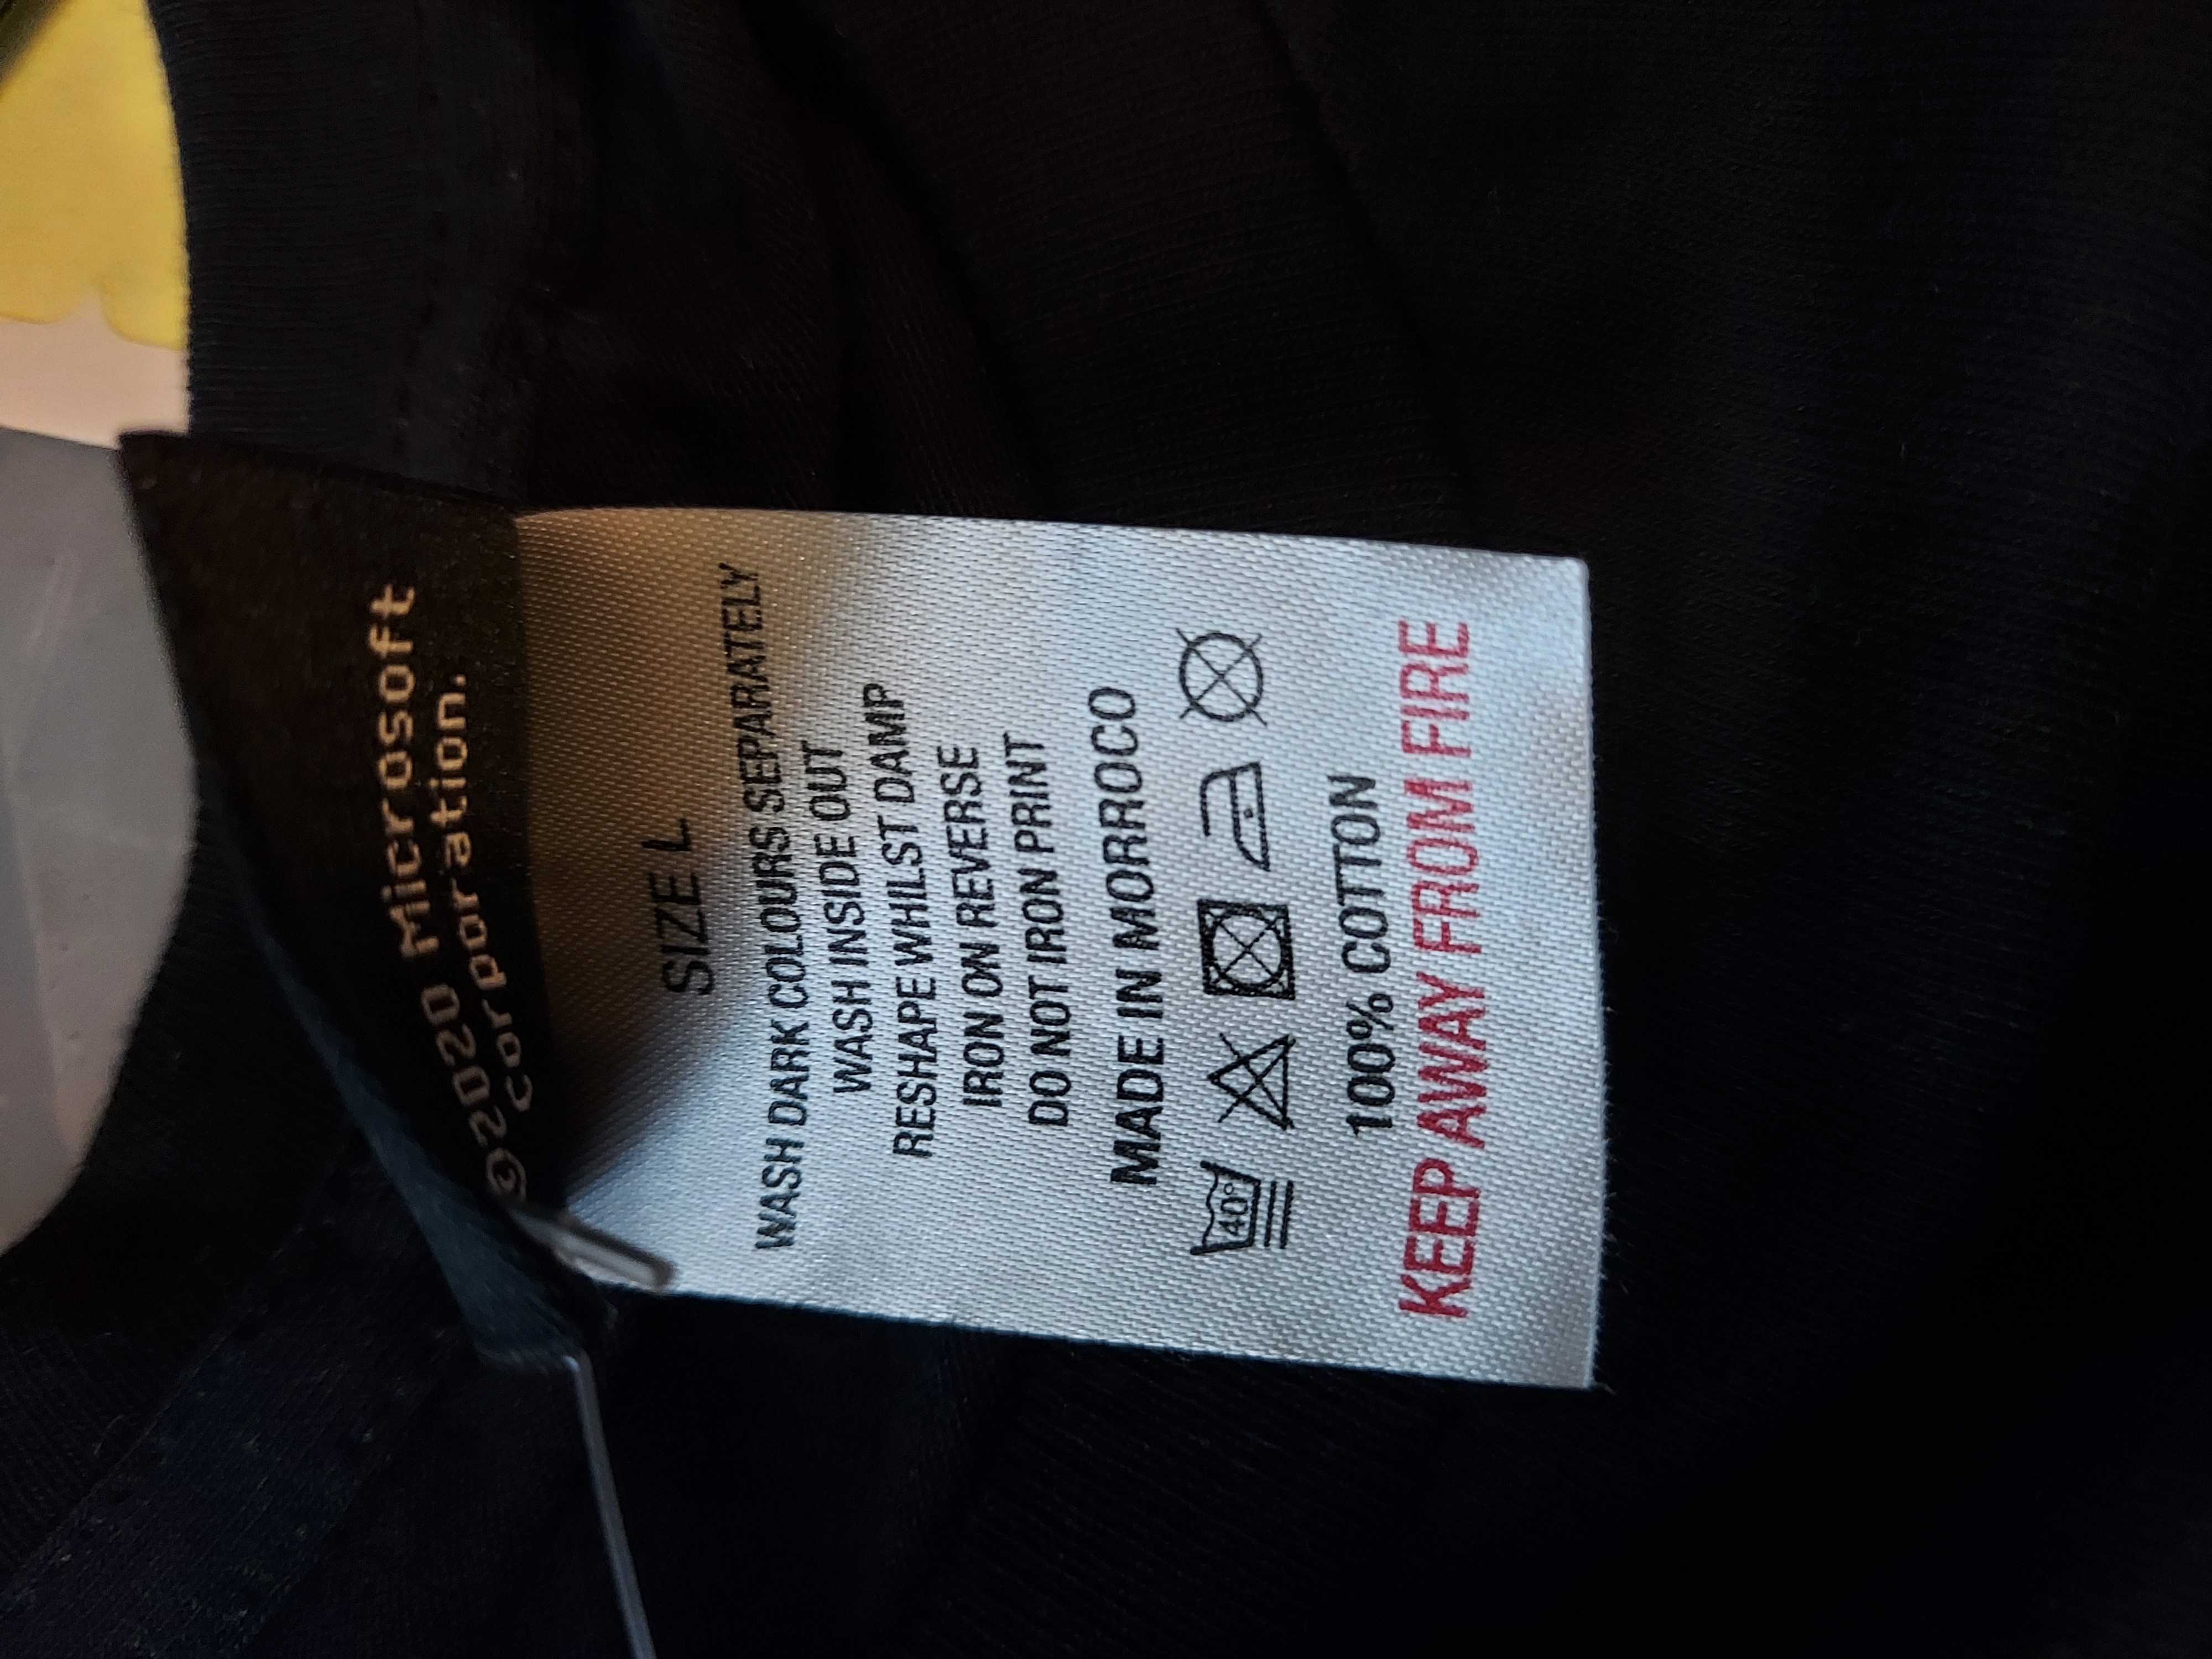 ©2020 Microsoft
Corporation.
SIZE L
WASH DARK COLOURS SEPARATELY
WASH INSIDE OUT
RESHAPE WHILST DAMP
IRON ON REVERSE
DO NOT IRON PRINT
MADE IN MORROCO
40°
100% COTTON
KEEP AWAY FROM FIRE